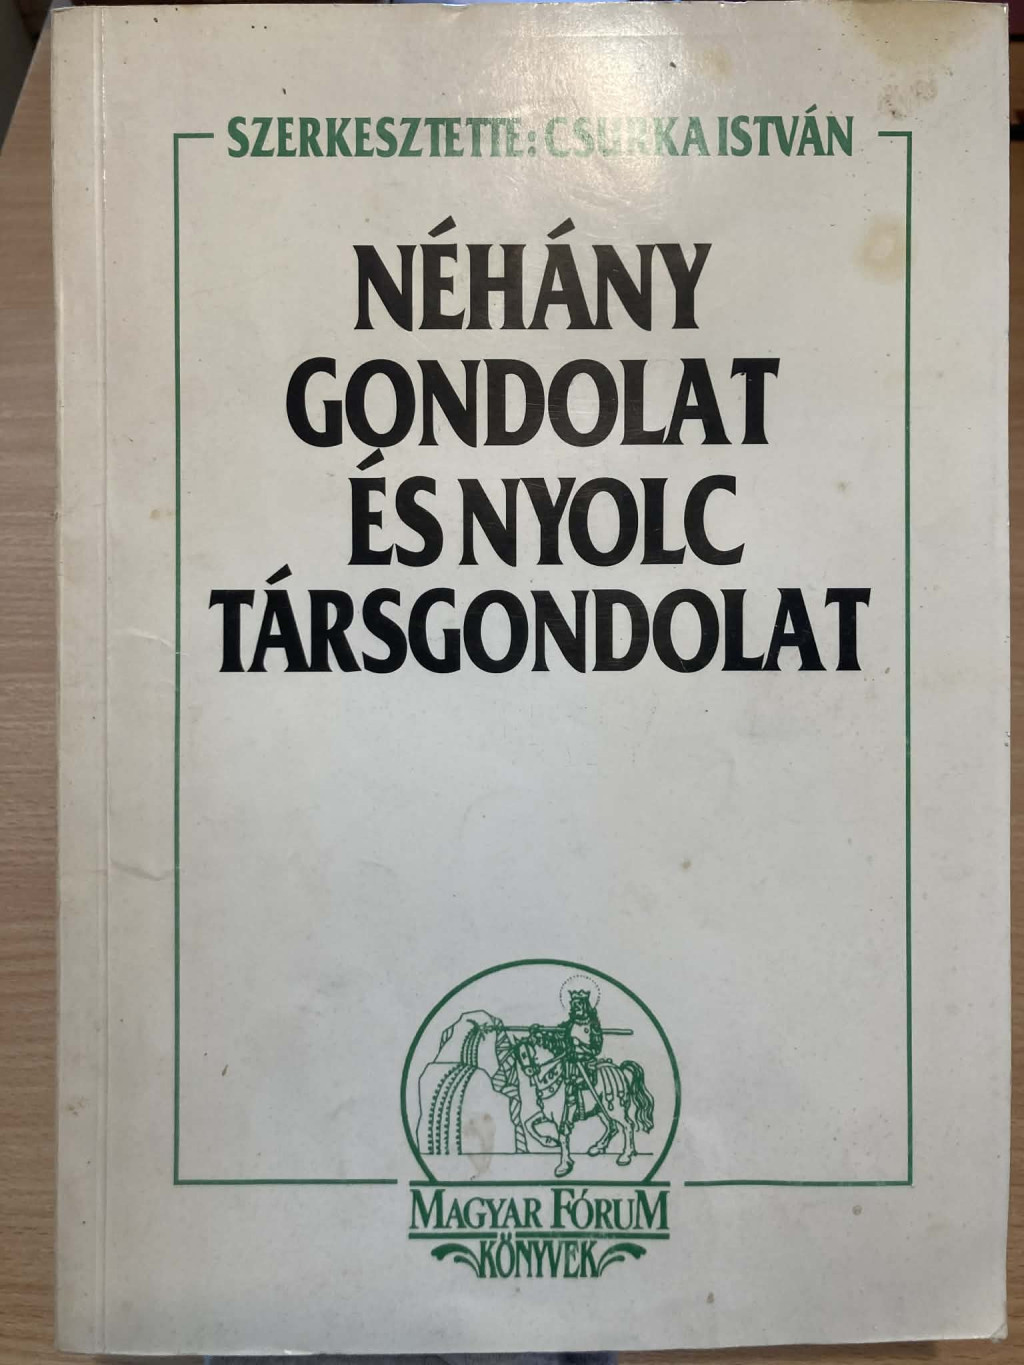 SZERKESZTETTE: CSURKA ISTVÁN
NÉHÁNY
GONDOLAT
ÉS NYOLC
TÁRSGONDOLAT
MAGYAR FÓRUM
KÖNYVEK